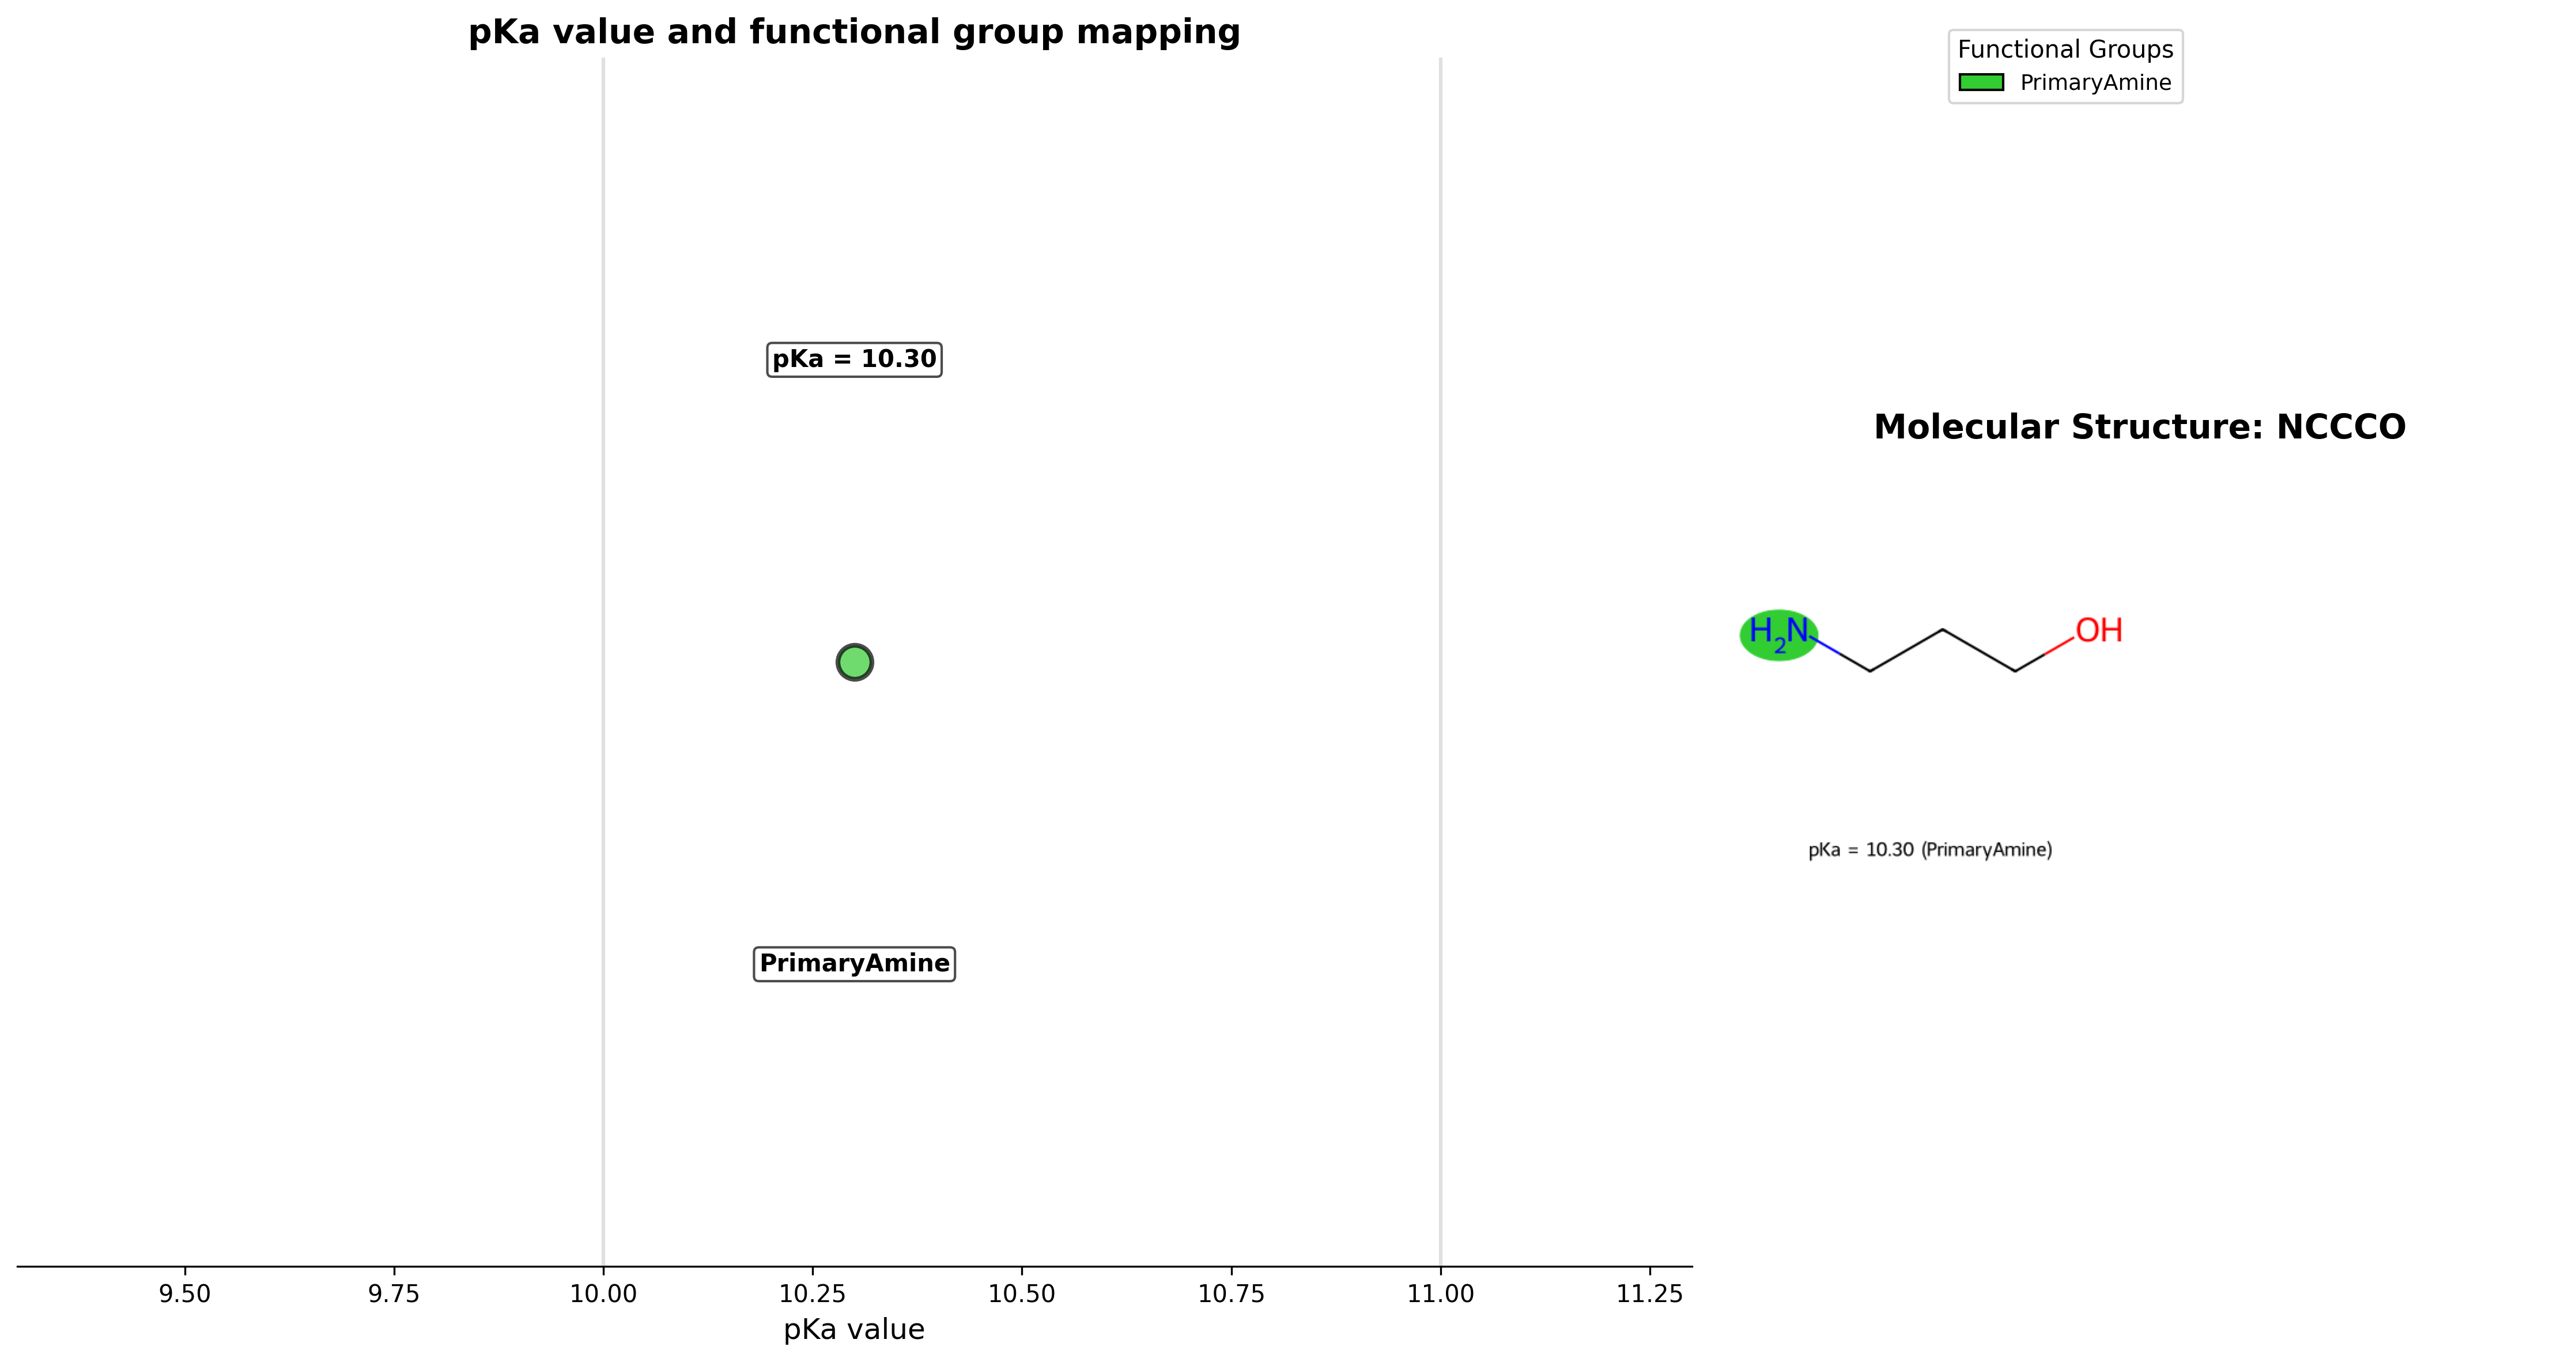 pKa value and functional group mapping
pKa = 10.30
PrimaryAmine
9.50 9.75 10.00 10.25 10.50 10.75 11.00 11.25
pKa value
Functional Groups
PrimaryAmine
Molecular Structure: NCCCO
H₂N OH
pKa = 10.30 (PrimaryAmine)